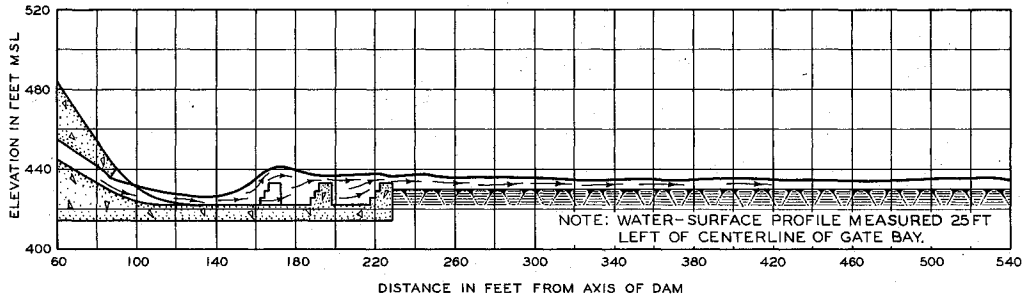 ELEVATION IN FEET MSL
520
480
440
400
NOTE: WATER-SURFACE PROFILE MEASURED 25 FT
LEFT OF CENTERLINE OF GATE BAY.
60 100 140 180 220 260 300 340 380 420 460 500 540
DISTANCE IN FEET FROM AXIS OF DAM